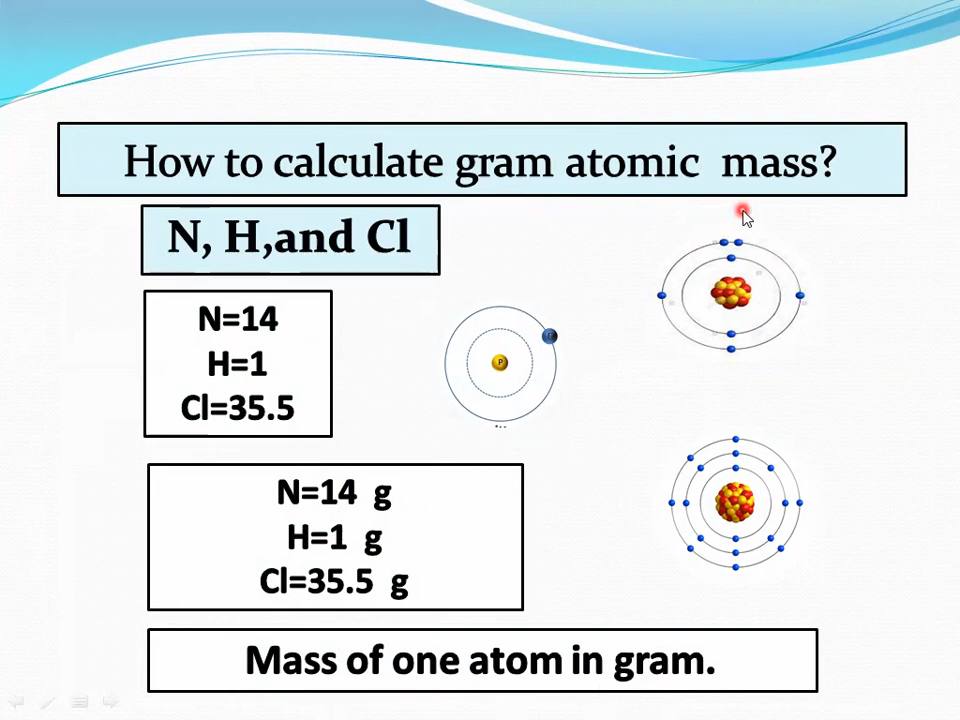 How to calculate gram atomic  mass?
N, H,and Cl
N=14
H=1
Cl=35.5
P
N=14  g
H=1  g
Cl=35.5  g
Mass of one atom in gram.